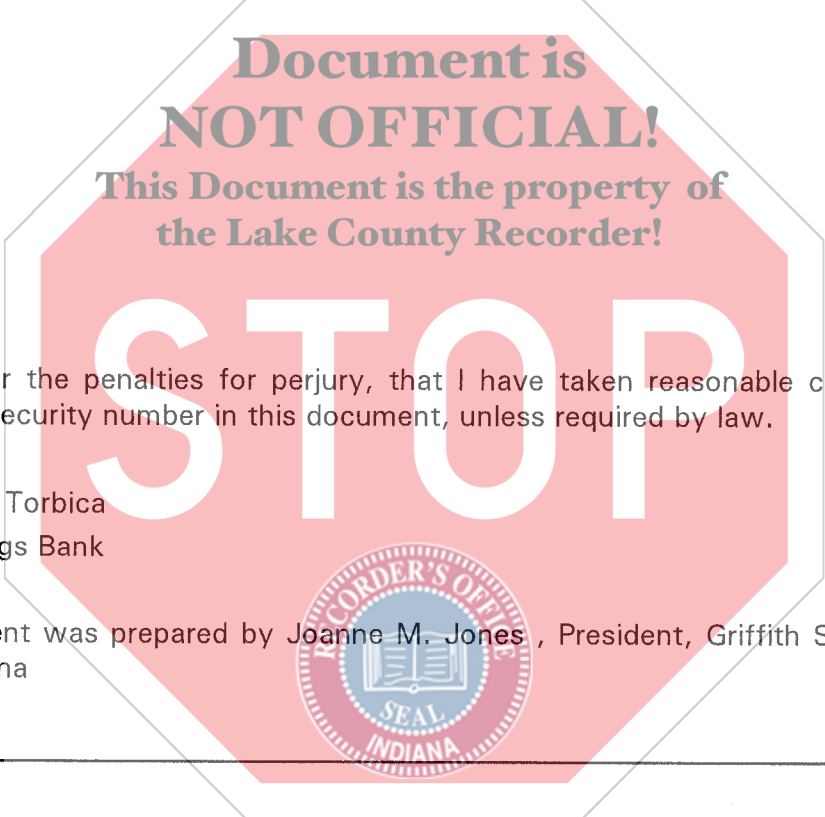 Document is
NOT OFFICIAL!
This Document is the property of
the Lake County Recorder!
STOP
r the penalties for perjury, that I have taken reasonable c
ecurity number in this document, unless required by law.
Torbica
gs Bank
ent was prepared by Joanne M. Jones , President, Griffith S
na
RECORDER'S OFFICE
SEAL
INDIANA